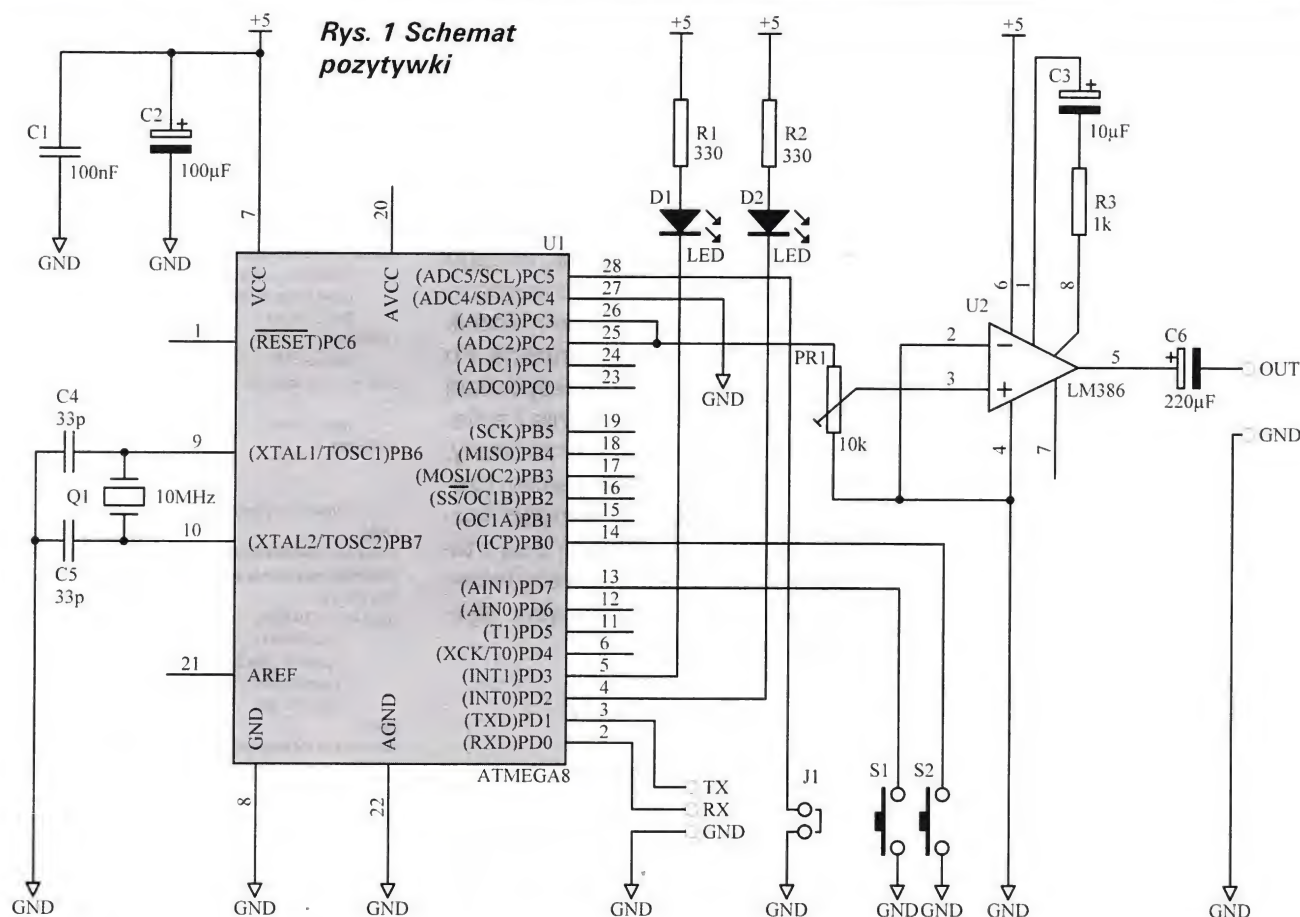 Rys. 1 Schemat
pozytywki
+5
C1
100nF
GND
C2
+
100µF
GND
7
20
+5
R1
330
D1
LED
+5
R2
330
D2
LED
+5
C3
+
10µF
R3
1k
6
1
8
U2
2
3
−
+
LM386
4
7
5
C6
+
220µF
OUT
GND
GND
PR1
10k
GND
GND
U1
VCC
AVCC
1
(RESET)PC6
C4
33p
9
(XTAL1/TOSC1)PB6
Q1
10MHz
10
(XTAL2/TOSC2)PB7
C5
33p
GND
21
AREF
GND
8
GND
AGND
22
GND
(ADC5/SCL)PC5 28
(ADC4/SDA)PC4 27
(ADC3)PC3 26
(ADC2)PC2 25
(ADC1)PC1 24
(ADC0)PC0 23
(SCK)PB5 19
(MISO)PB4 18
(MOSI/OC2)PB3 17
(SS/OC1B)PB2 16
(OC1A)PB1 15
(ICP)PB0 14
(AIN1)PD7 13
(AIN0)PD6 12
(T1)PD5 11
(XCK/T0)PD4 6
(INT1)PD3 5
(INT0)PD2 4
(TXD)PD1 3
(RXD)PD0 2
ATMEGA8
TX
RX
GND
GND
J1
GND
S1
GND
S2
GND